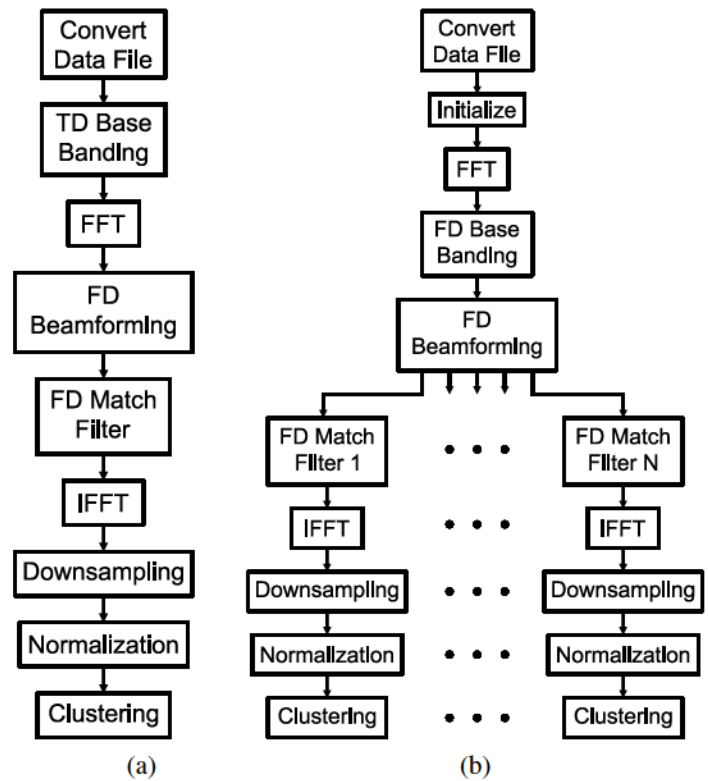 Convert
Data File
TD Base
Banding
FFT
FD
Beamforming
FD Match
Filter
IFFT
Downsampling
Normalization
Clustering
(a)
Convert
Data File
Initialize
FFT
FD Base
Banding
FD
Beamforming
FD Match
Filter 1
IFFT
Downsampling
Normalization
Clustering
FD Match
Filter N
IFFT
Downsampling
Normalization
Clustering
(b)